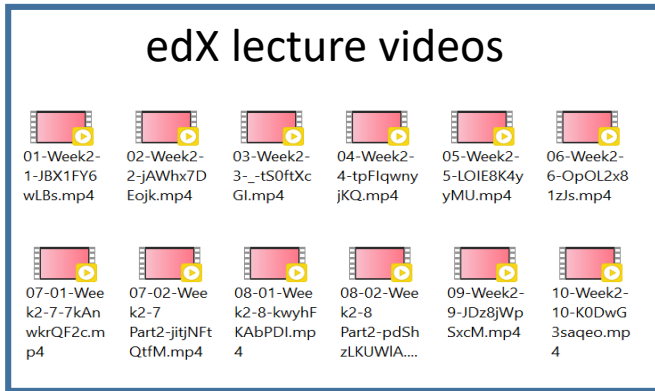 edX lecture videos
01-Week2-
1-JBX1FY6
wLBs.mp4
02-Week2-
2-jAWhx7D
Eojk.mp4
03-Week2-
3-_-tS0ftXc
GI.mp4
04-Week2-
4-tpFIqwny
jKQ.mp4
05-Week2-
5-LOIE8K4y
yMU.mp4
06-Week2-
6-OpOL2x8
1zJs.mp4
07-01-Wee
k2-7-7kAn
wkrQF2c.m
p4
07-02-Wee
k2-7
Part2-jitjNFt
QtfM.mp4
08-01-Wee
k2-8-kwyhF
KAbPDI.mp
4
08-02-Wee
k2-8
Part2-pdSh
zLKUWlA....
09-Week2-
9-JDz8jWp
SxcM.mp4
10-Week2-
10-K0DwG
3saqeo.mp
4